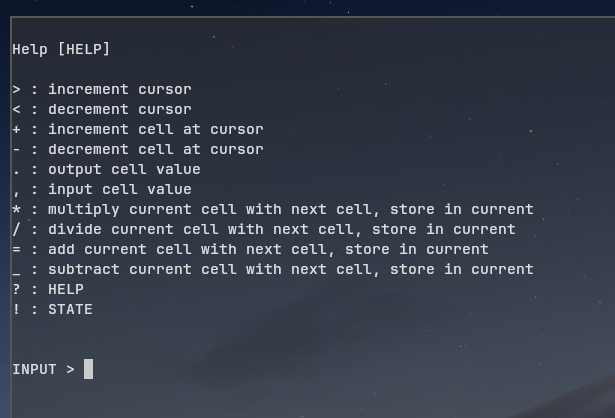 Help [HELP]
> : increment cursor
< : decrement cursor
+ : increment cell at cursor
- : decrement cell at cursor
. : output cell value
, : input cell value
* : multiply current cell with next cell, store in current
/ : divide current cell with next cell, store in current
= : add current cell with next cell, store in current
_ : subtract current cell with next cell, store in current
? : HELP
! : STATE
INPUT >